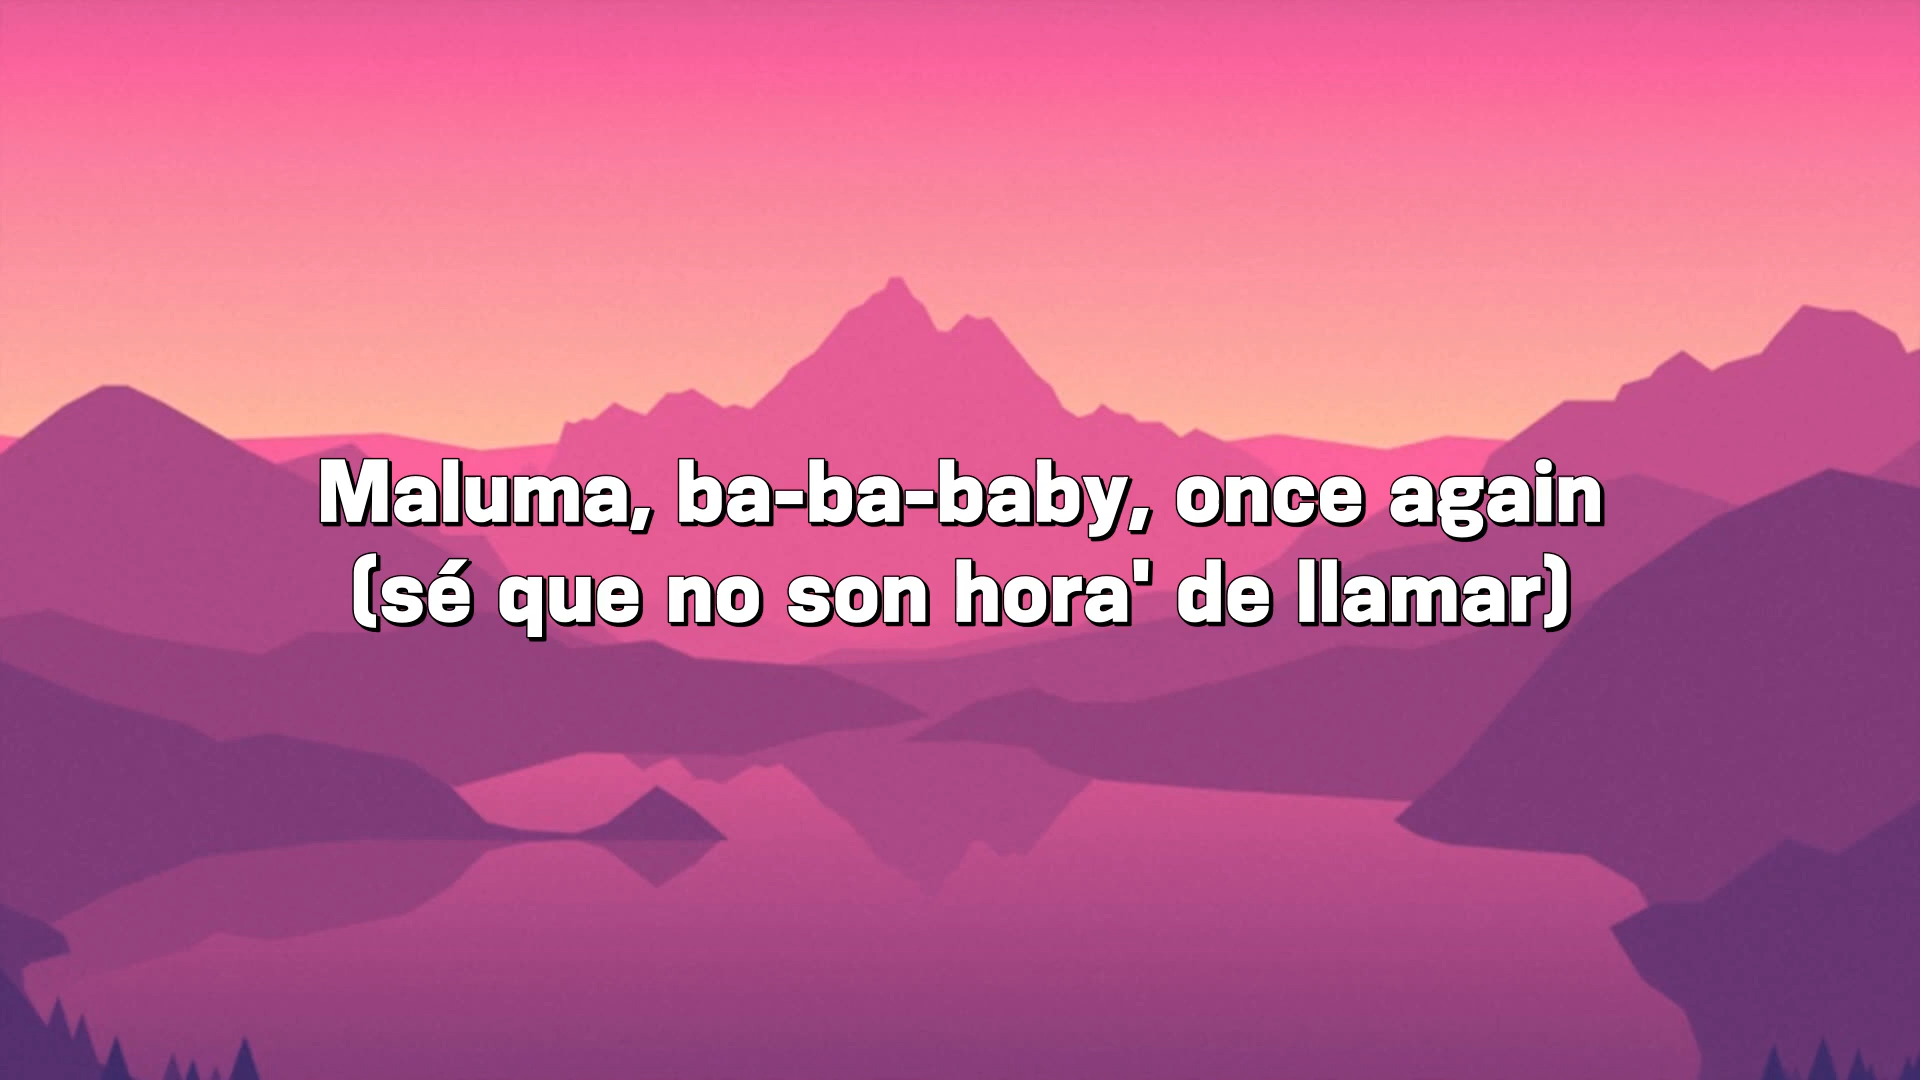 Maluma, ba-ba-baby, once again
(sé que no son hora' de llamar)